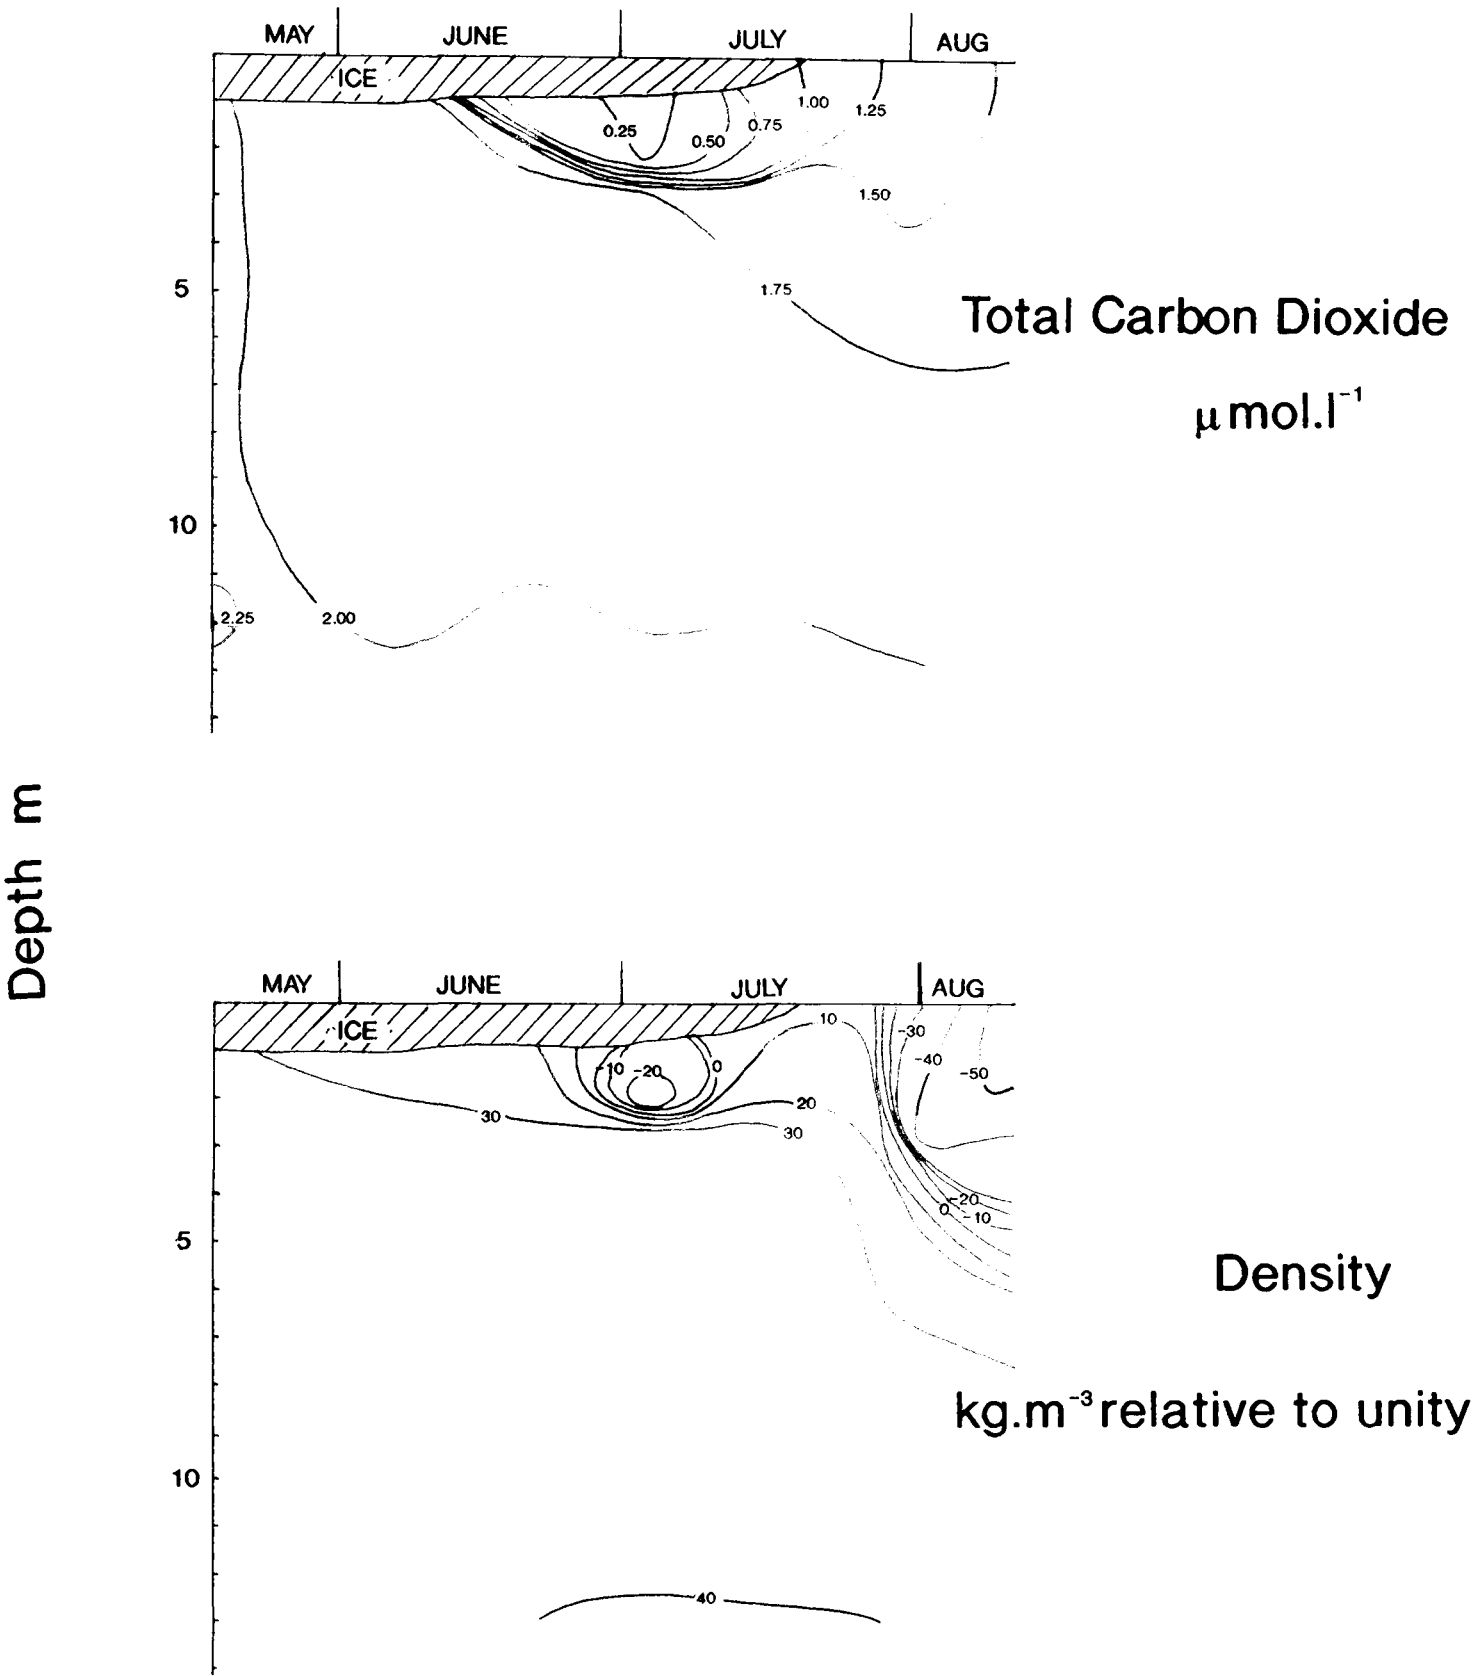 MAY JUNE JULY AUG
ICE
1.00
1.25
0.25
0.75
0.50
1.50
5
1.75
Total Carbon Dioxide
μmol.l⁻¹
10
2.25
2.00
Depth m
MAY JUNE JULY AUG
ICE
10
-30
-10 -20 0
-40
-50
20
30
30
-20
0 -10
5
Density
kg.m⁻³ relative to unity
10
40